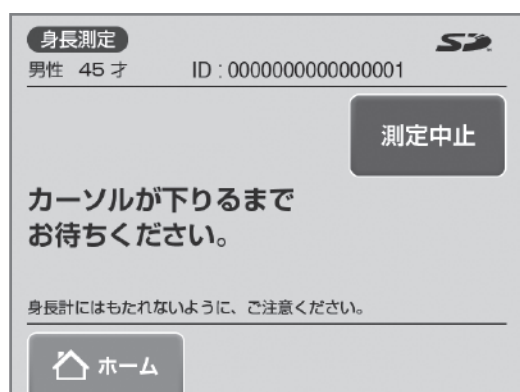 身長測定
SD
男性 45才 ID : 0000000000000001
測定中止
カーソルが下りるまで
お待ちください。
身長計にはもたれないように、ご注意ください。
ホーム